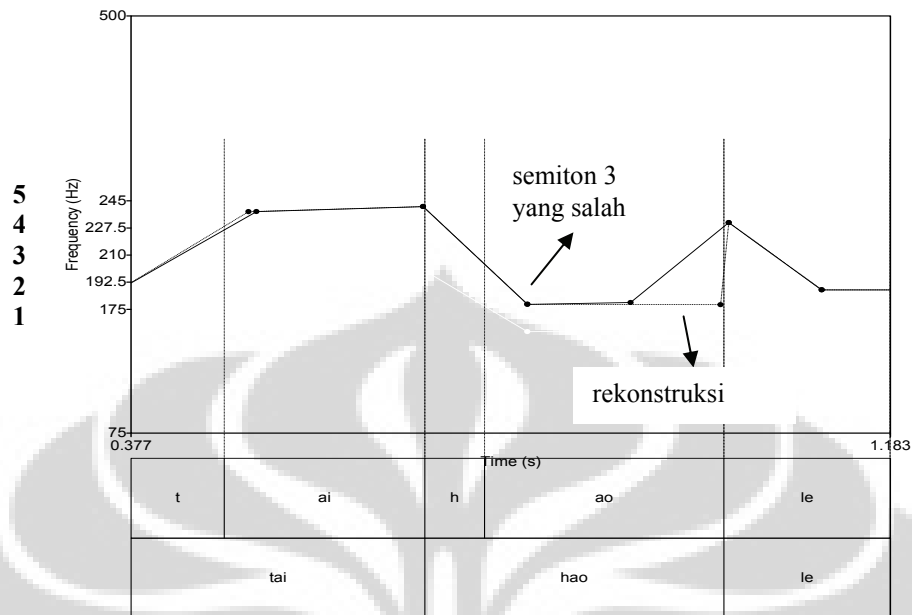 500
5
4
3
2
1
Frequency (Hz)
245
227.5
210
192.5
175
75
semiton 3
yang salah
rekonstruksi
0.377
1.183
Time (s)
t ai h ao le
tai hao le